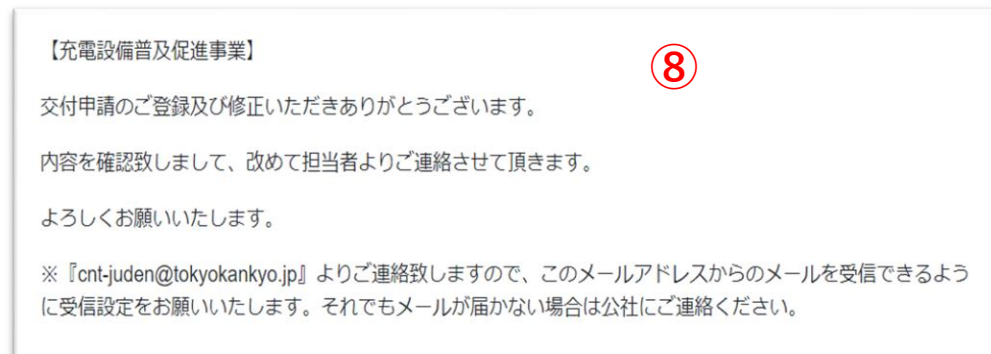 【充電設備普及促進事業】
⑧
交付申請のご登録及び修正いただきありがとうございます。
内容を確認致しまして、改めて担当者よりご連絡させて頂きます。
よろしくお願いいたします。
※『cnt-juden@tokyokankyo.jp』よりご連絡致しますので、このメールアドレスからのメールを受信できるよう
に受信設定をお願いいたします。それでもメールが届かない場合は公社にご連絡ください。